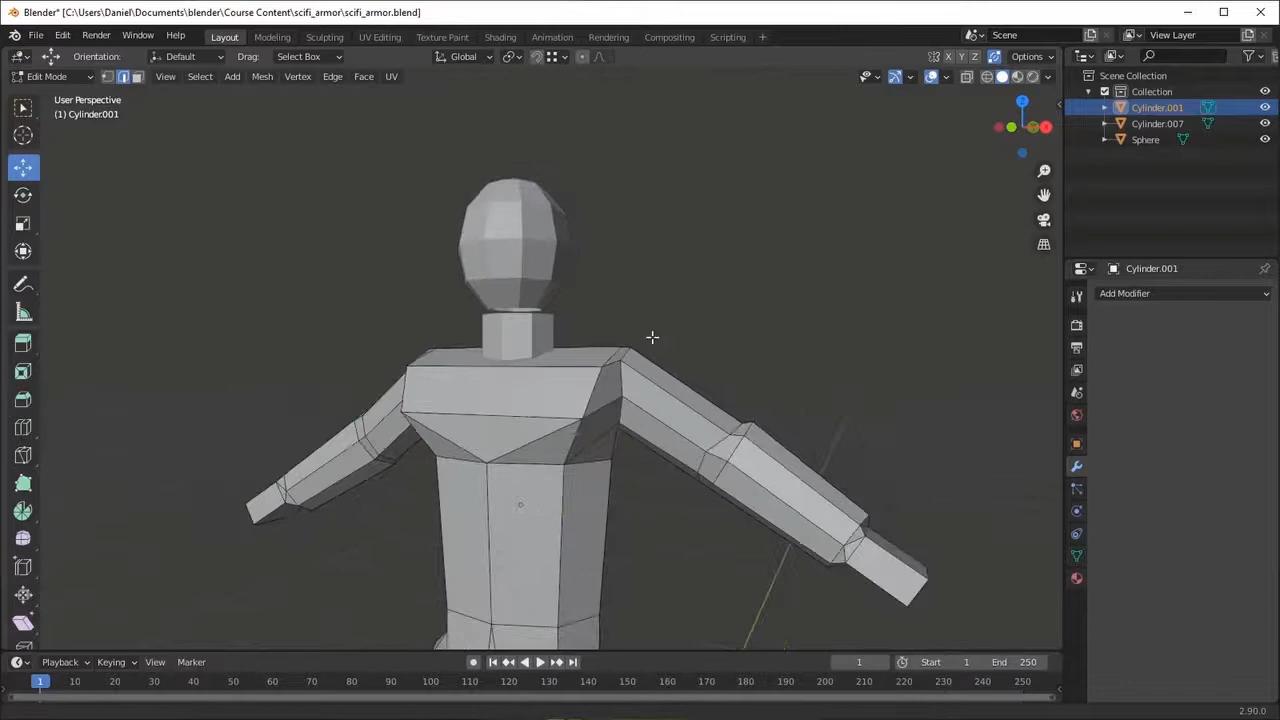 Blender* [C:\Users\Daniel\Documents\blender\Course Content\scifi_armor\scifi_armor.blend]
File Edit Render Window Help Layout Modeling Sculpting UV Editing Texture Paint Shading Animation Rendering Compositing Scripting + Scene View Layer
Orientation: Default Drag: Select Box Global X Y Z Options
Edit Mode View Select Add Mesh Vertex Edge Face UV
User Perspective
(1) Cylinder.001
Z
Scene Collection
Collection
Cylinder.001
Cylinder.007
Sphere
Cylinder.001
Add Modifier
Playback Keying View Marker 1 Start 1 End 250
1 10 20 30 40 50 60 70 80 90 100 110 120 130 140 150 160 170 180 190 200 210 220 230 240 250
2.90.0